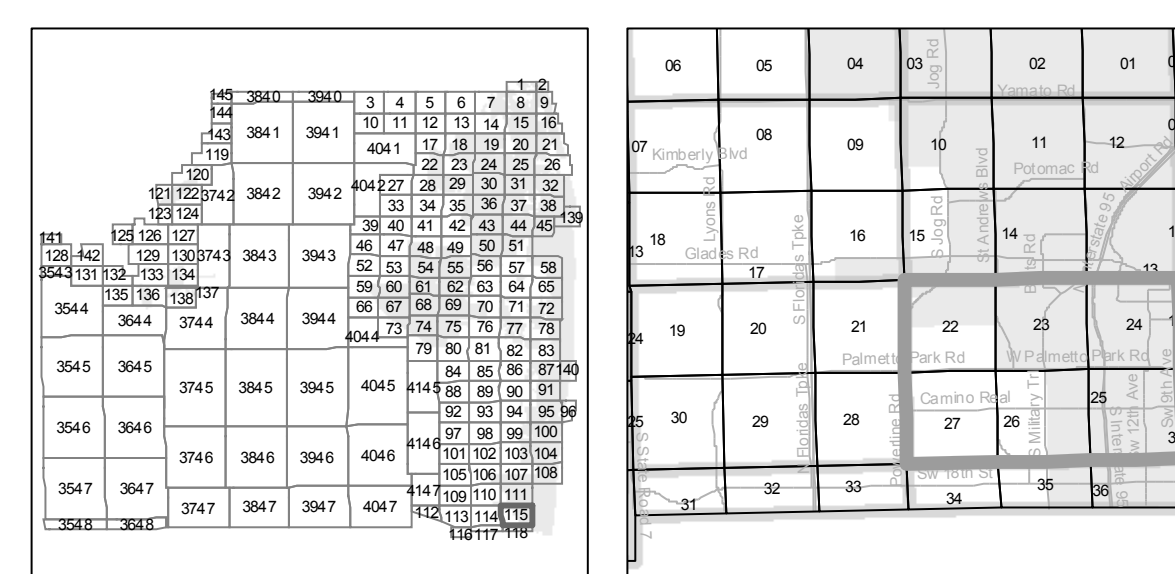 1 2
145 3840 3940
3 4 5 6 7 8 9
144
10 11 12 13 14 15 16
143 3841 3941
119 4041 17 18 19 20 21
120 22 23 24 25 26
121 122 3742 3842 3942 4042 27 28 29 30 31 32
123 124 33 34 35 36 37 38
139
125 126 127 39 40 41 42 43 44 45
141
128 142 129 130 3743 3843 3943 46 47 48 49 50 51
3543 131 132 133 134 52 53 54 55 56 57 58
135 136 138 137 59 60 61 62 63 64 65
3544 3644 3744 3844 3944 66 67 68 69 70 71 72
4044 73 74 75 76 77 78
79 80 81 82 83
3545 3645 3745 3845 3945 4045 4145 84 85 86 87 140
88 89 90 91
92 93 94 95 96
3546 3646 97 98 99 100
4146
3746 3846 3946 4046 101 102 103 104
105 106 107 108
3547 3647 4147 109 110 111
3747 3847 3947 4047 112 113 114 115
3548 3648
116 117 118
06 05 04 03 02 01
Jog Rd
Yamato Rd
07 08 09 10 11 12
Kimberly Blvd
Potomac Rd
Airport Rd
St Andrews Blvd
Lyons Rd
S Jog Rd
Interstate 95
S Floridas Tpke
13 18 17 16 15 14 13
Glades Rd
24 19 20 21 22 23 24
Palmetto Park Rd
W Palmetto Park Rd
25 30 29 28 27 26 25
Camino Real
Powerline Rd
S Military Trl
Sw 12th Ave
Sw 9th Ave
S State Road 7
Sw 18th St
31 32 33 34 35 36